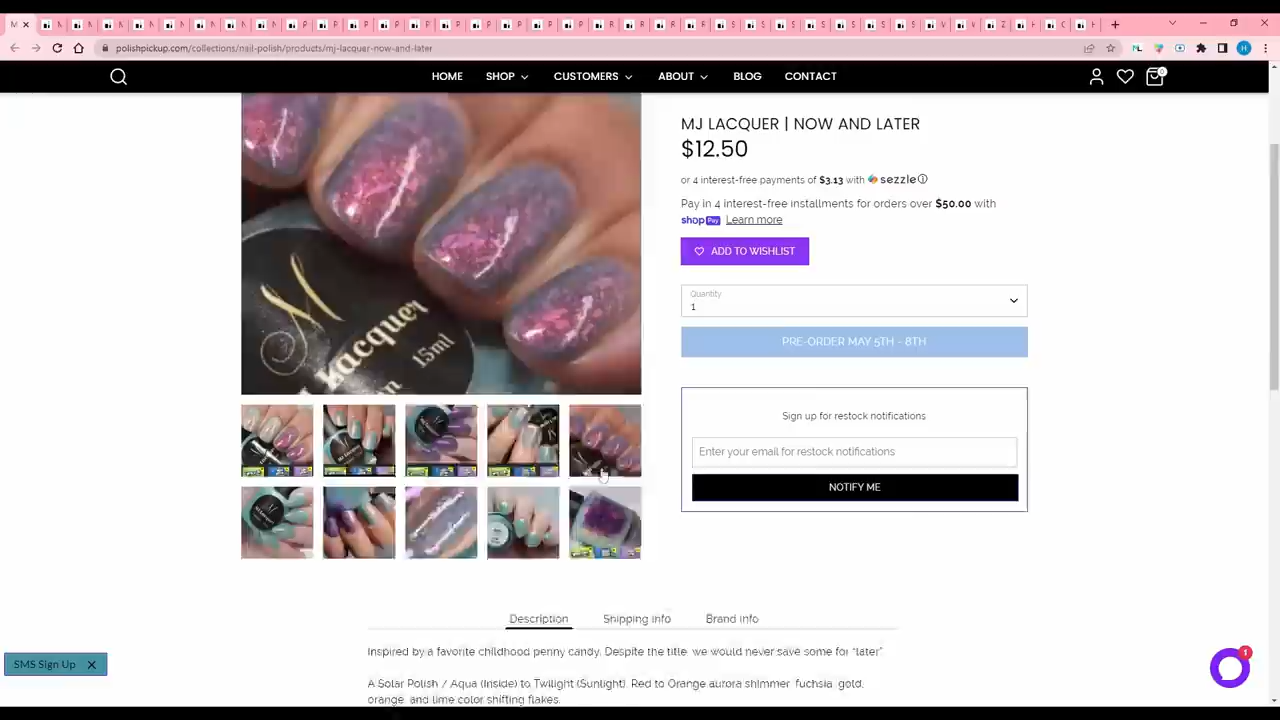 polishpickup.com/collections/nail-polish/products/mj-lacquer-now-and-later
HOME SHOP CUSTOMERS ABOUT BLOG CONTACT
0
MJ LACQUER | NOW AND LATER
$12.50
or 4 interest-free payments of $3.13 with sezzle
Pay in 4 interest-free installments for orders over $50.00 with
shop Pay Learn more
ADD TO WISHLIST
Quantity
1
PRE-ORDER MAY 5TH - 8TH
Sign up for restock notifications
Enter your email for restock notifications
NOTIFY ME
M
Lacquer
15ml
Description Shipping info Brand info
Inspired by a favorite childhood penny candy. Despite the title, we would never save some for "later"
A Solar Polish / Aqua (Inside) to Twilight (Sunlight). Red to Orange aurora shimmer, fuchsia, gold,
orange, and lime color shifting flakes.
SMS Sign Up
1